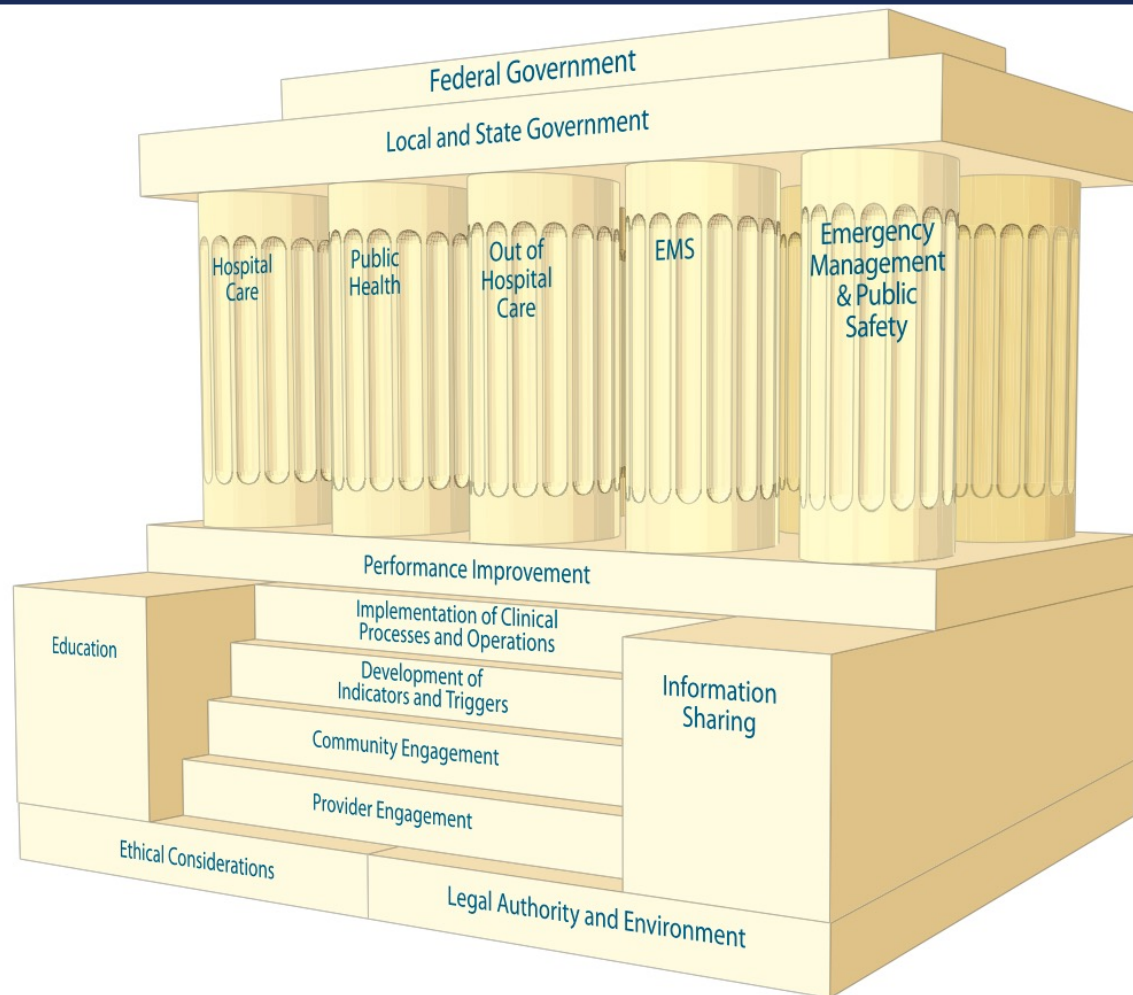 Federal Government
Local and State Government
Hospital
Care
Public
Health
Out of
Hospital
Care
EMS
Emergency
Management
& Public
Safety
Performance Improvement
Implementation of Clinical
Processes and Operations
Education
Development of
Indicators and Triggers
Information
Sharing
Community Engagement
Provider Engagement
Ethical Considerations
Legal Authority and Environment